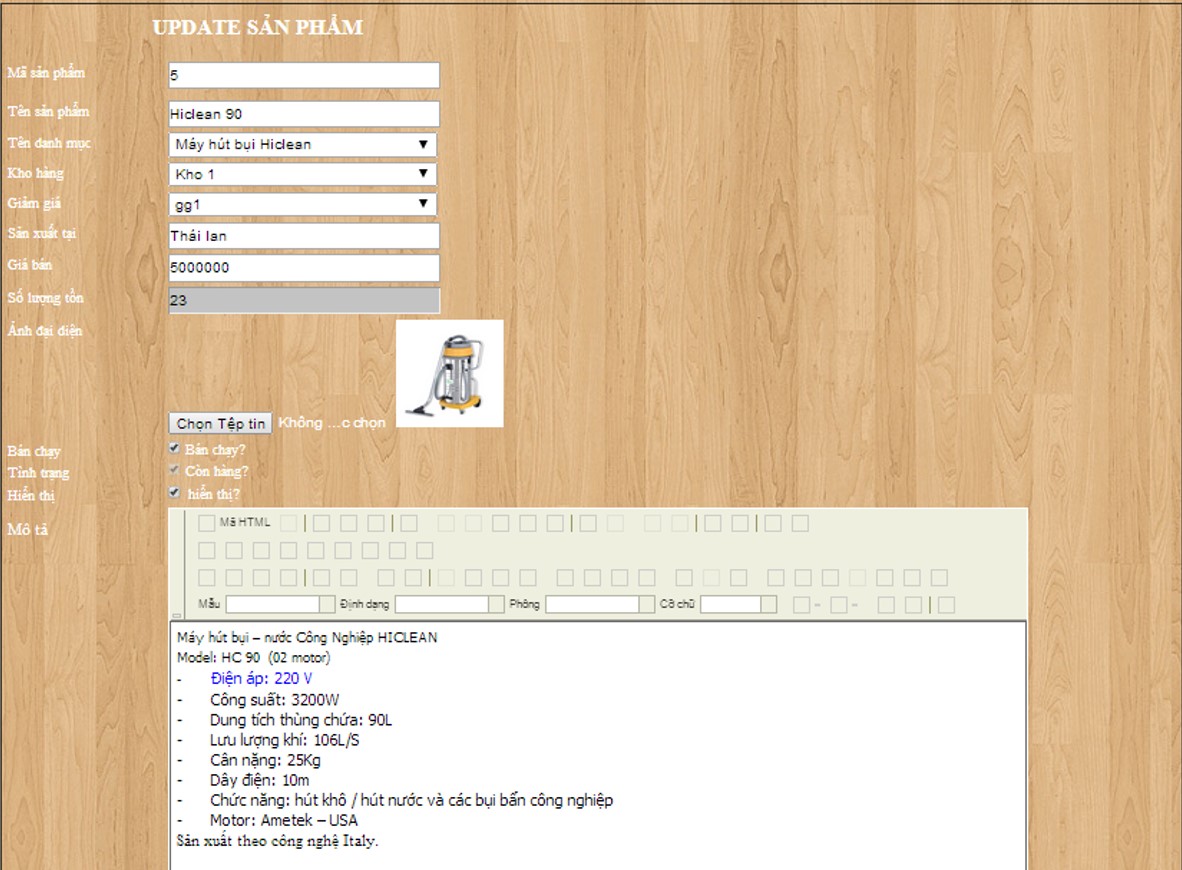 UPDATE SẢN PHẨM
Mã sản phẩm 5
Tên sản phẩm Hiclean 90
Tên danh mục Máy hút bụi Hiclean
Kho hàng Kho 1
Giảm giá gg1
Sản xuất tại Thái lan
Giá bán 5000000
Số lượng tồn 23
Ảnh đại diện
Chọn Tệp tin Không ...c chọn
Bán chạy Bán chạy?
Tình trạng Còn hàng?
Hiển thị hiển thị?
Mô tả
Mã HTML
Mẫu Định dạng Phông Cỡ chữ
Máy hút bụi – nước Công Nghiệp HICLEAN
Model: HC 90 (02 motor)
- Điện áp: 220 V
- Công suất: 3200W
- Dung tích thùng chứa: 90L
- Lưu lượng khí: 106L/S
- Cân nặng: 25Kg
- Dây điện: 10m
- Chức năng: hút khô / hút nước và các bụi bẩn công nghiệp
- Motor: Ametek – USA
Sản xuất theo công nghệ Italy.